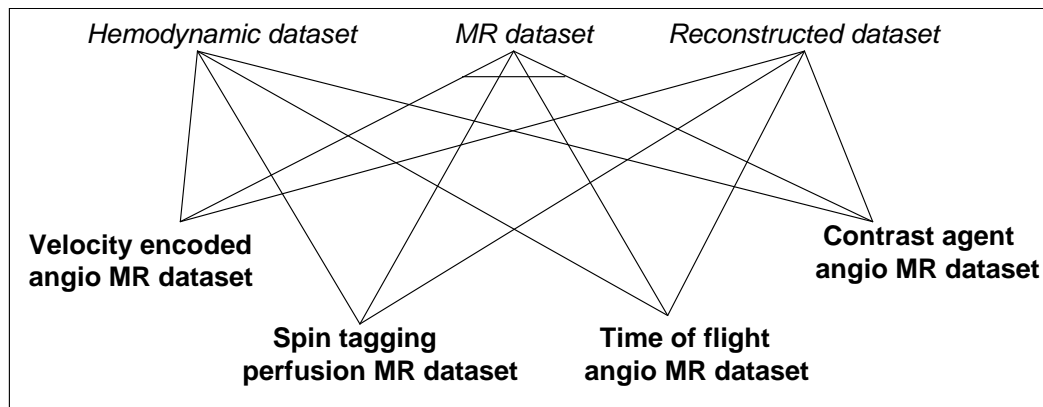 Hemodynamic dataset
MR dataset
Reconstructed dataset
Velocity encoded
angio MR dataset
Contrast agent
angio MR dataset
Spin tagging
perfusion MR dataset
Time of flight
angio MR dataset